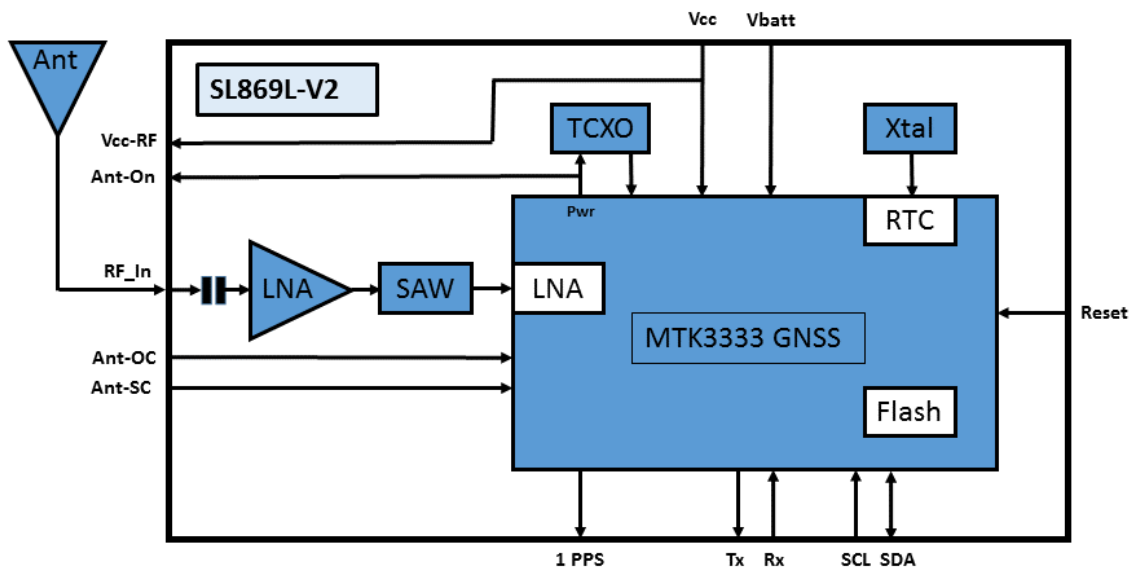 Vcc Vbatt
Ant
SL869L-V2
TCXO
Xtal
Vcc-RF
Ant-On
Pwr
RTC
RF_In
LNA
SAW
LNA
Reset
MTK3333 GNSS
Ant-OC
Ant-SC
Flash
1 PPS Tx Rx SCL SDA